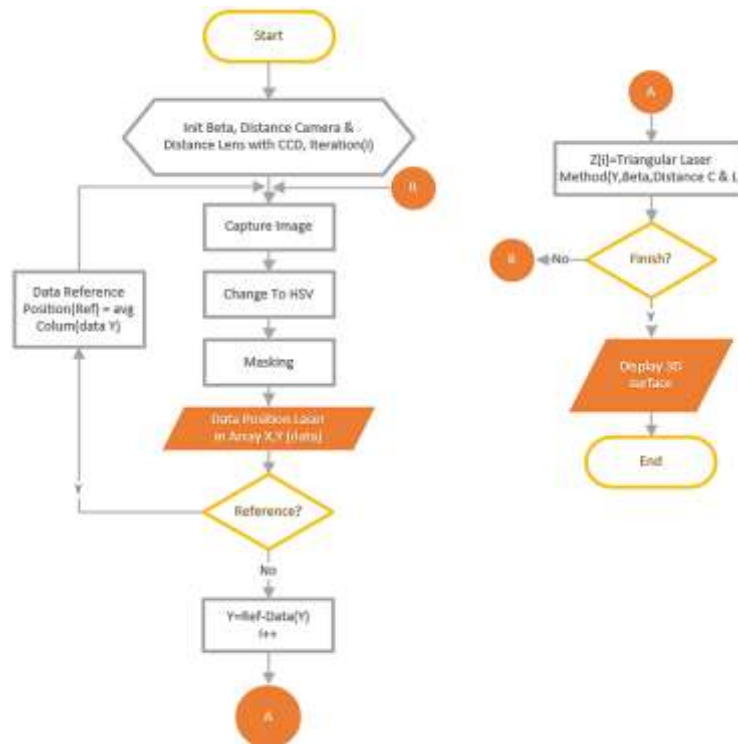 Start
Init Beta, Distance Camera &
Distance Lens with CCD, Iteration(i)
B
Capture Image
Change To HSV
Masking
Data Position Laser
in Array X,Y (data)
Reference?
Y
Data Reference
Position(Ref) = avg
Colum(data Y)
No
Y=Ref-Data(Y)
i++
A
A
Z[i]=Triangular Laser
Method(Y,Beta,Distance C & L
Finish?
No
B
Y
Display 3D
surface
End